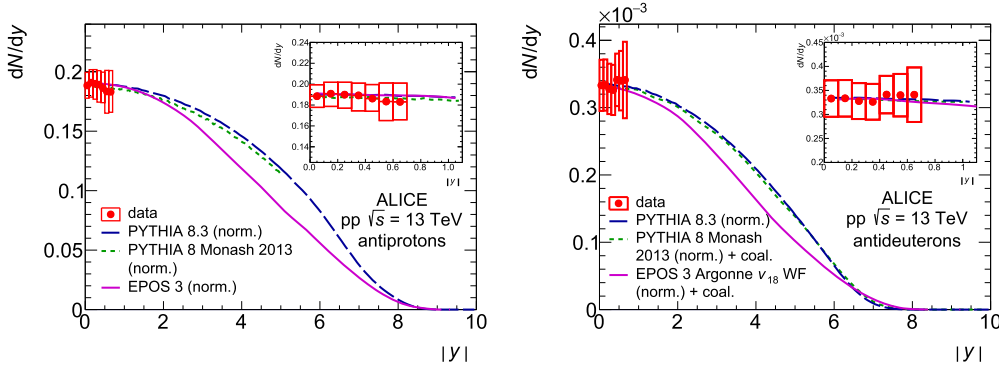 dN/dy
0.2
0.15
0.1
0.05
0
0 2 4 6 8 10
| y |
dN/dy
0.24
0.22
0.20
0.18
0.16
0.14
0.12
0.0 0.2 0.4 0.6 0.8 1.0
| y |
ALICE
pp √s = 13 TeV
antiprotons
data
PYTHIA 8.3 (norm.)
PYTHIA 8 Monash 2013
(norm.)
EPOS 3 (norm.)
×10⁻³
dN/dy
0.4
0.3
0.2
0.1
0
0 2 4 6 8 10
| y |
×10⁻³
dN/dy
0.45
0.4
0.35
0.3
0.25
0.2
0.0 0.2 0.4 0.6 0.8 1.0
| y |
ALICE
pp √s = 13 TeV
antideuterons
data
PYTHIA 8.3 (norm.)
PYTHIA 8 Monash
2013 (norm.) + coal.
EPOS 3 Argonne v₁₈ WF
(norm.) + coal.